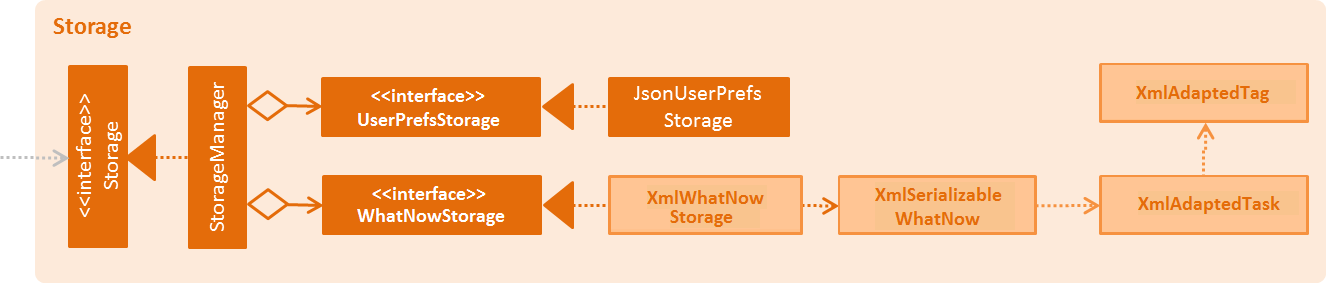 Storage
<<interface>>
Storage
StorageManager
<<interface>>
UserPrefsStorage
JsonUserPrefs
Storage
XmlAdaptedTag
<<interface>>
WhatNowStorage
XmlWhatNow
Storage
XmlSerializable
WhatNow
XmlAdaptedTask